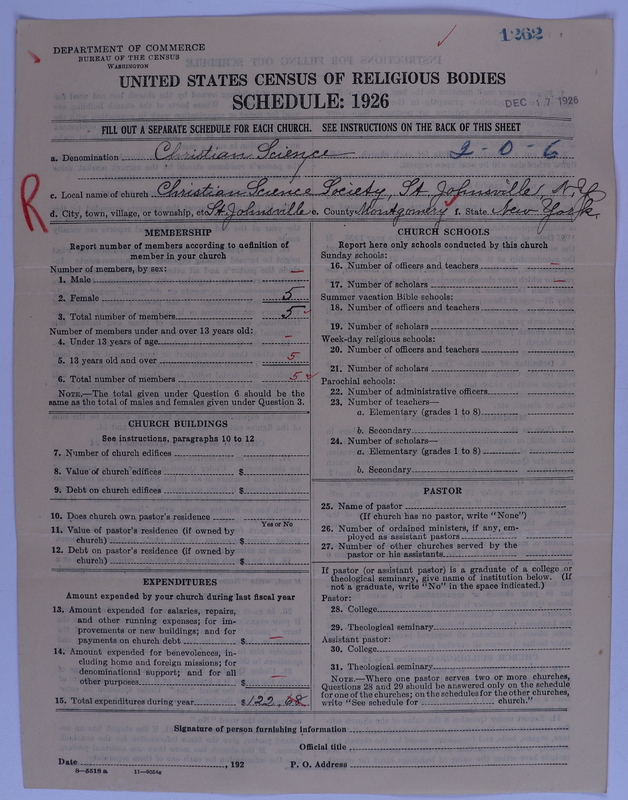 1262
DEPARTMENT OF COMMERCE
BUREAU OF THE CENSUS
WASHINGTON
UNITED STATES CENSUS OF RELIGIOUS BODIES
SCHEDULE: 1926
DEC 17 1926
FILL OUT A SEPARATE SCHEDULE FOR EACH CHURCH. SEE INSTRUCTIONS ON THE BACK OF THIS SHEET
a. Denomination Christian Science 2-0-6
R
c. Local name of church Christian Science Society, St Johnsville, N.Y
d. City, town, village, or township, etc St Johnsville e. County Montgomery f. State New York
MEMBERSHIP
Report number of members according to definition of
member in your church
Number of members, by sex:
1. Male —
2. Female 5
3. Total number of members 5
Number of members under and over 13 years old:
4. Under 13 years of age —
5. 13 years old and over 5
6. Total number of members 5
NOTE.—The total given under Question 6 should be
same as the total of males and females given under Question 3.
CHURCH BUILDINGS
See instructions, paragraphs 10 to 12
7. Number of church edifices
8. Value of church edifices $
9. Debt on church edifices $
10. Does church own pastor's residence
Yes or No
11. Value of pastor's residence (if owned by
church) $
12. Debt on pastor's residence (if owned by
church) $
EXPENDITURES
Amount expended by your church during last fiscal year
13. Amount expended for salaries, repairs,
and other running expenses; for im-
provements or new buildings; and for
payments on church debt $ —
14. Amount expended for benevolences, in-
cluding home and foreign missions; for
denominational support; and for all
other purposes $ —
15. Total expenditures during year $122.68
CHURCH SCHOOLS
Report here only schools conducted by this church
Sunday schools:
16. Number of officers and teachers —
17. Number of scholars —
Summer vacation Bible schools:
18. Number of officers and teachers
19. Number of scholars
Week-day religious schools:
20. Number of officers and teachers
21. Number of scholars
Parochial schools:
22. Number of administrative officers
23. Number of teachers—
a. Elementary (grades 1 to 8)
b. Secondary
24. Number of scholars—
a. Elementary (grades 1 to 8)
b. Secondary
PASTOR
25. Name of pastor
(If church has no pastor, write "None")
26. Number of ordained ministers, if any, em-
ployed as assistant pastors
27. Number of other churches served by the
pastor or his assistants
If pastor (or assistant pastor) is a graduate of a college or
theological seminary, give name of institution below. (If
not a graduate, write "No" in the space indicated.)
Pastor:
28. College
29. Theological seminary
Assistant pastor:
30. College
31. Theological seminary
NOTE.—Where one pastor serves two or more churches,
Questions 28 and 29 should be answered only on the schedule
for one of the churches; on the schedules for the other churches,
write "See schedule for church."
Signature of person furnishing information
Official title
Date , 192 P. O. Address
8-5518 a 11-9054a